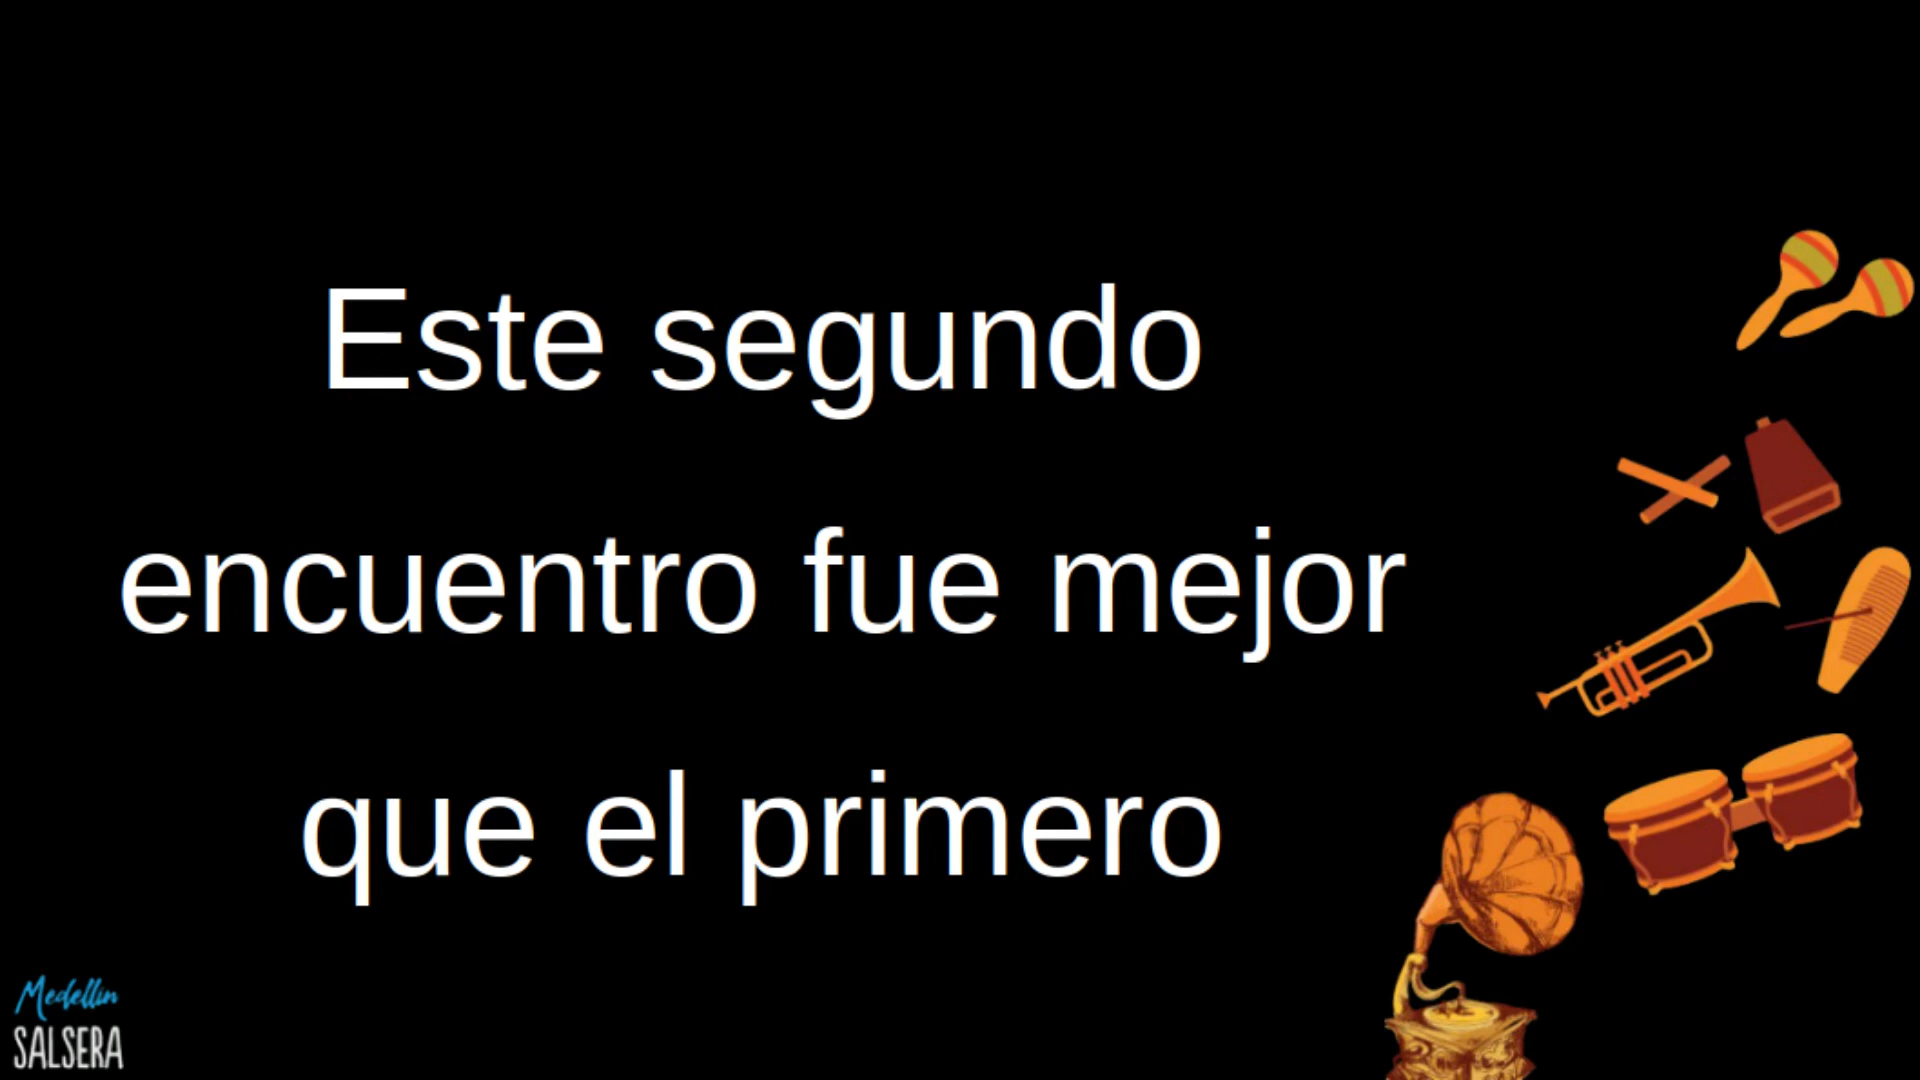 Este segundo
encuentro fue mejor
que el primero
Medellín
SALSERA